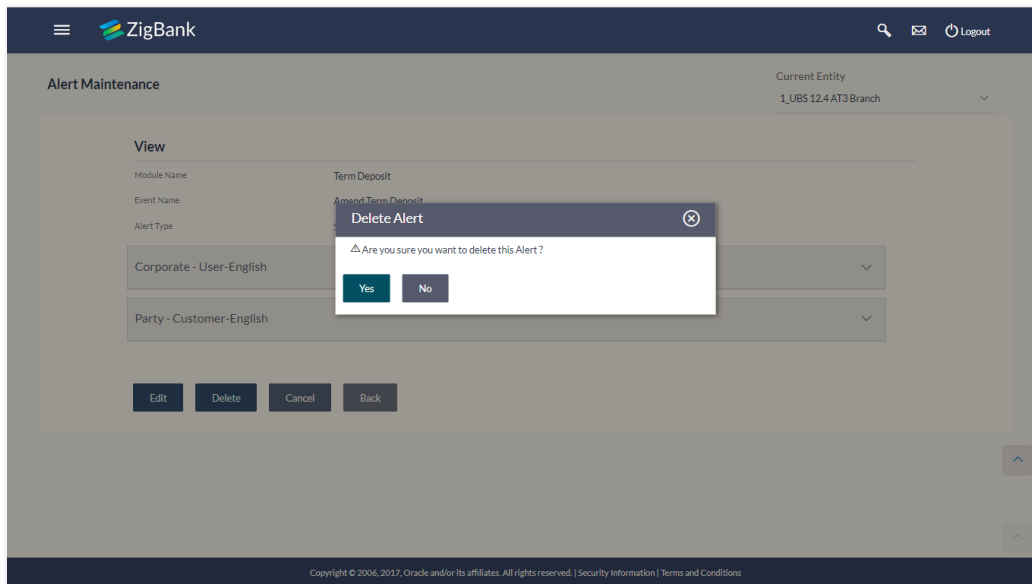 ZigBank
Logout
Alert Maintenance
Current Entity
1_UBS 12.4 AT3 Branch
View
Module Name Term Deposit
Event Name Amend Term Deposit
Alert Type
Delete Alert
Are you sure you want to delete this Alert ?
Yes No
Corporate - User-English
Party - Customer-English
Edit Delete Cancel Back
Copyright © 2006, 2017, Oracle and/or its affiliates. All rights reserved. | Security Information | Terms and Conditions